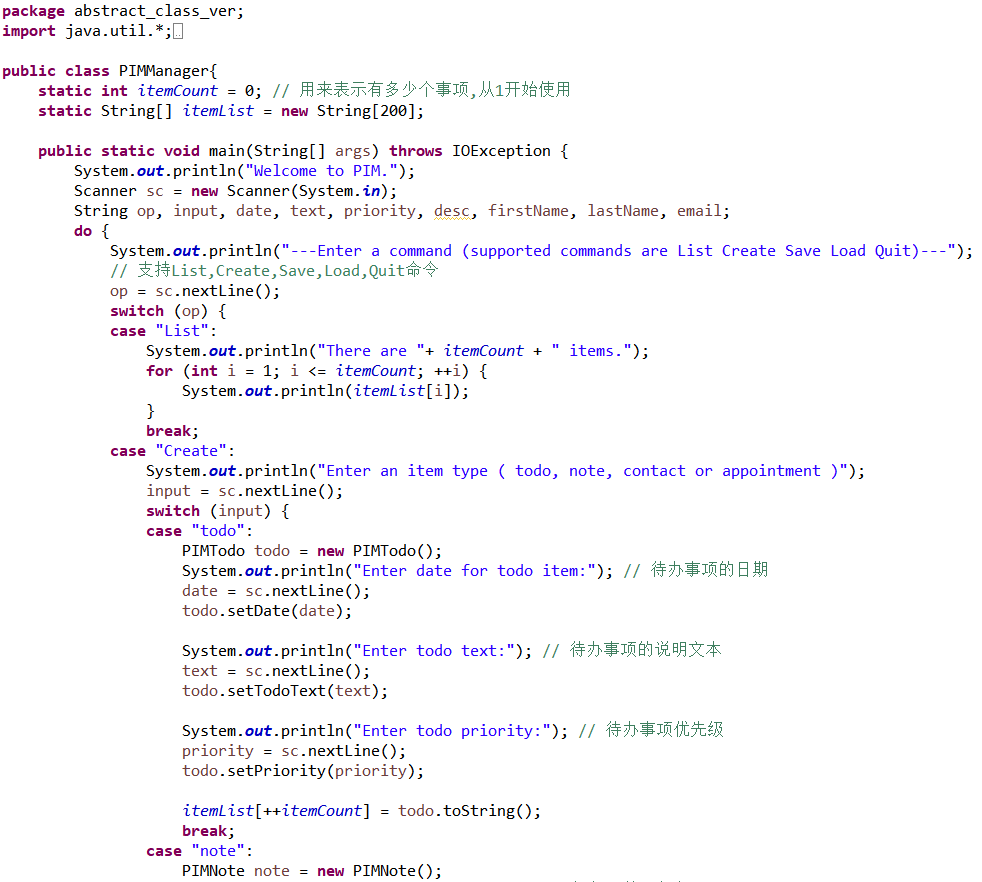 package abstract_class_ver;
import java.util.*;

public class PIMManager{
    static int itemCount = 0; // 用来表示有多少个事项,从1开始使用
    static String[] itemList = new String[200];

    public static void main(String[] args) throws IOException {
        System.out.println("Welcome to PIM.");
        Scanner sc = new Scanner(System.in);
        String op, input, date, text, priority, desc, firstName, lastName, email;
        do {
            System.out.println("---Enter a command (supported commands are List Create Save Load Quit)---");
            // 支持List,Create,Save,Load,Quit命令
            op = sc.nextLine();
            switch (op) {
            case "List":
                System.out.println("There are "+ itemCount + " items.");
                for (int i = 1; i <= itemCount; ++i) {
                    System.out.println(itemList[i]);
                }
                break;
            case "Create":
                System.out.println("Enter an item type ( todo, note, contact or appointment )");
                input = sc.nextLine();
                switch (input) {
                case "todo":
                    PIMTodo todo = new PIMTodo();
                    System.out.println("Enter date for todo item:"); // 待办事项的日期
                    date = sc.nextLine();
                    todo.setDate(date);

                    System.out.println("Enter todo text:"); // 待办事项的说明文本
                    text = sc.nextLine();
                    todo.setTodoText(text);

                    System.out.println("Enter todo priority:"); // 待办事项优先级
                    priority = sc.nextLine();
                    todo.setPriority(priority);

                    itemList[++itemCount] = todo.toString();
                    break;
                case "note":
                    PIMNote note = new PIMNote();